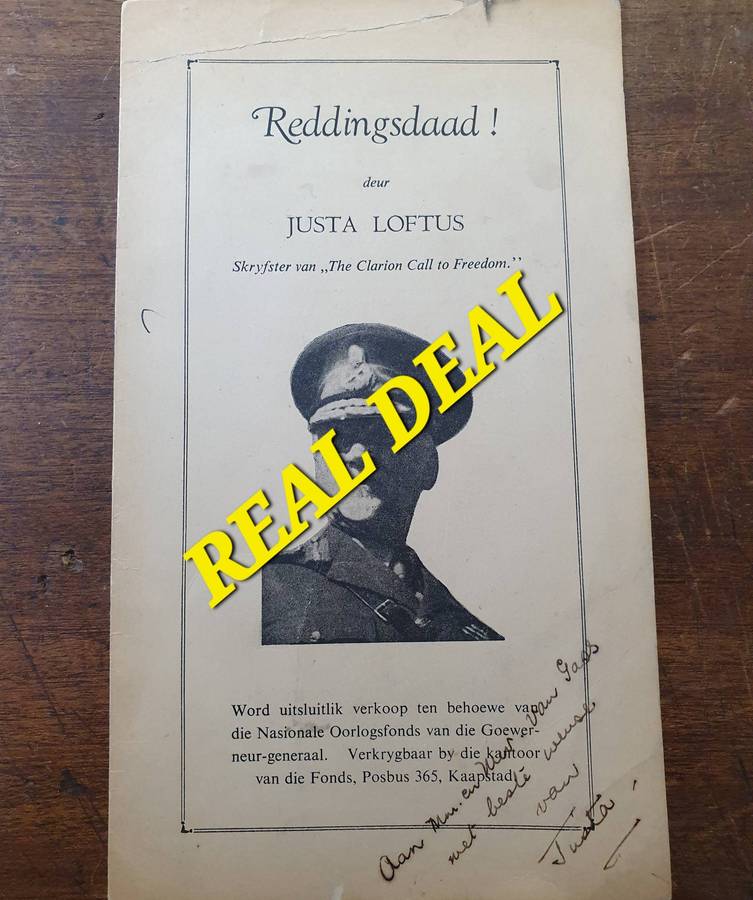 Reddingsdaad !
deur
JUSTA LOFTUS
Skryfster van „The Clarion Call to Freedom.”
REAL DEAL
Word uitsluitlik verkoop ten behoewe van
die Nasionale Oorlogsfonds van die Goewer-
neur-generaal. Verkrygbaar by die kantoor
van die Fonds, Posbus 365, Kaapstad.
Aan Mnr. en Mev. van Gass
met beste wense
van
Justa